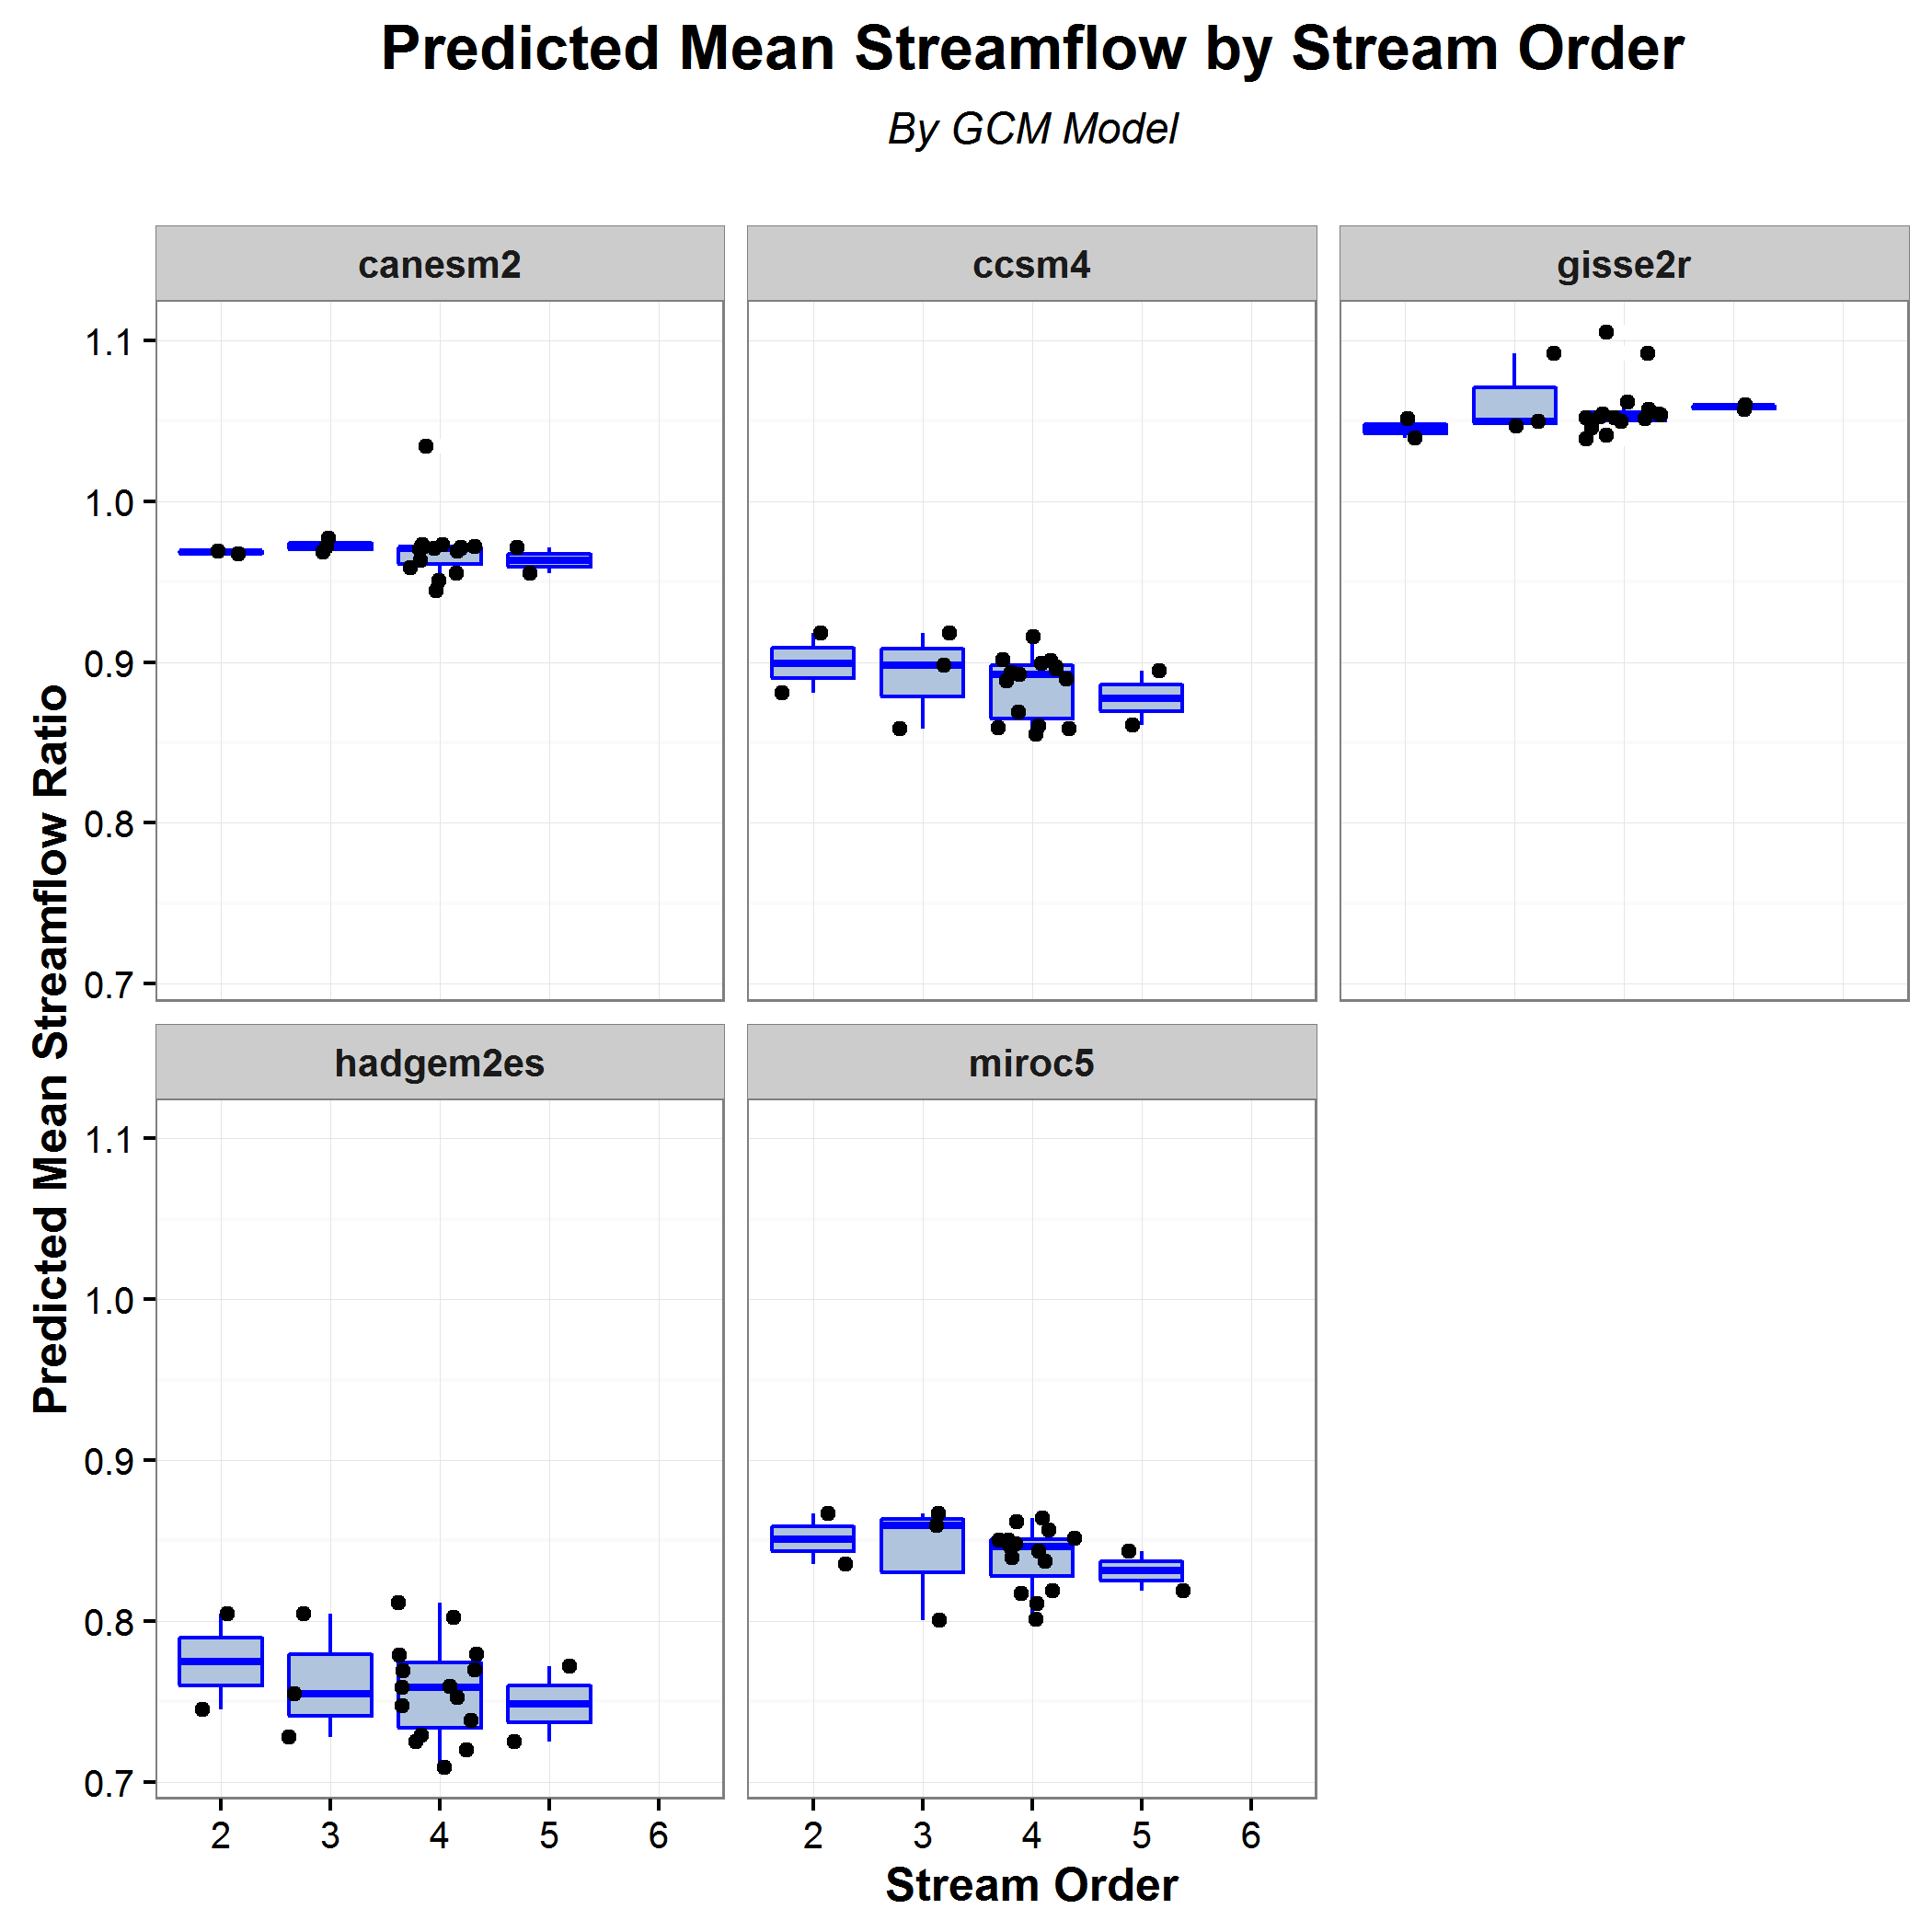 Predicted Mean Streamflow by Stream Order
By GCM Model
canesm2
ccsm4
gisse2r
1.1
1.0
0.9
0.8
0.7
Predicted Mean Streamflow Ratio
hadgem2es
miroc5
1.1
1.0
0.9
0.8
0.7
2 3 4 5 6
2 3 4 5 6
Stream Order